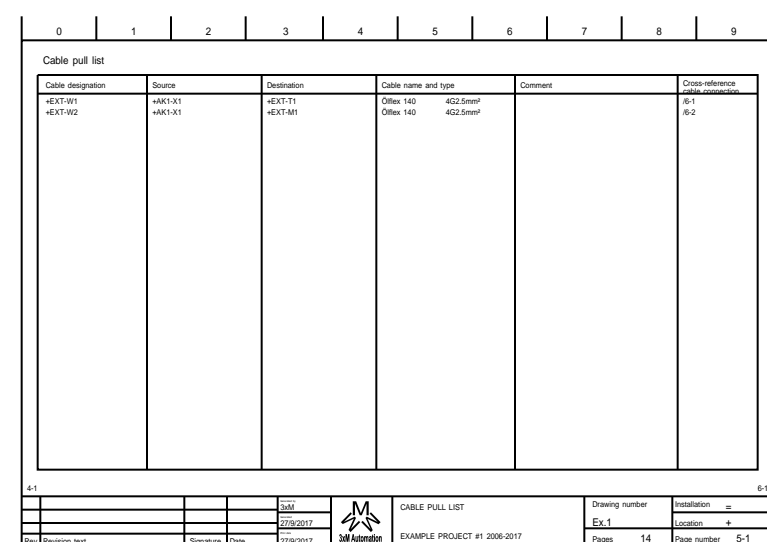 0 1 2 3 4 5 6 7 8 9
Cable pull list
Cable designation Source Destination Cable name and type Comment Cross-reference
cable connection
+EXT-W1 +AK1-X1 +EXT-T1 Ölflex 140 4G2.5mm² /6-1
+EXT-W2 +AK1-X1 +EXT-M1 Ölflex 140 4G2.5mm² /6-2
4-1 6-1
3xM M CABLE PULL LIST Drawing number Installation =
27/9/2017 Ex.1 Location +
Rev Revision text Signature Date 27/9/2017 3xM Automation EXAMPLE PROJECT #1 2006-2017 Pages 14 Page number 5-1